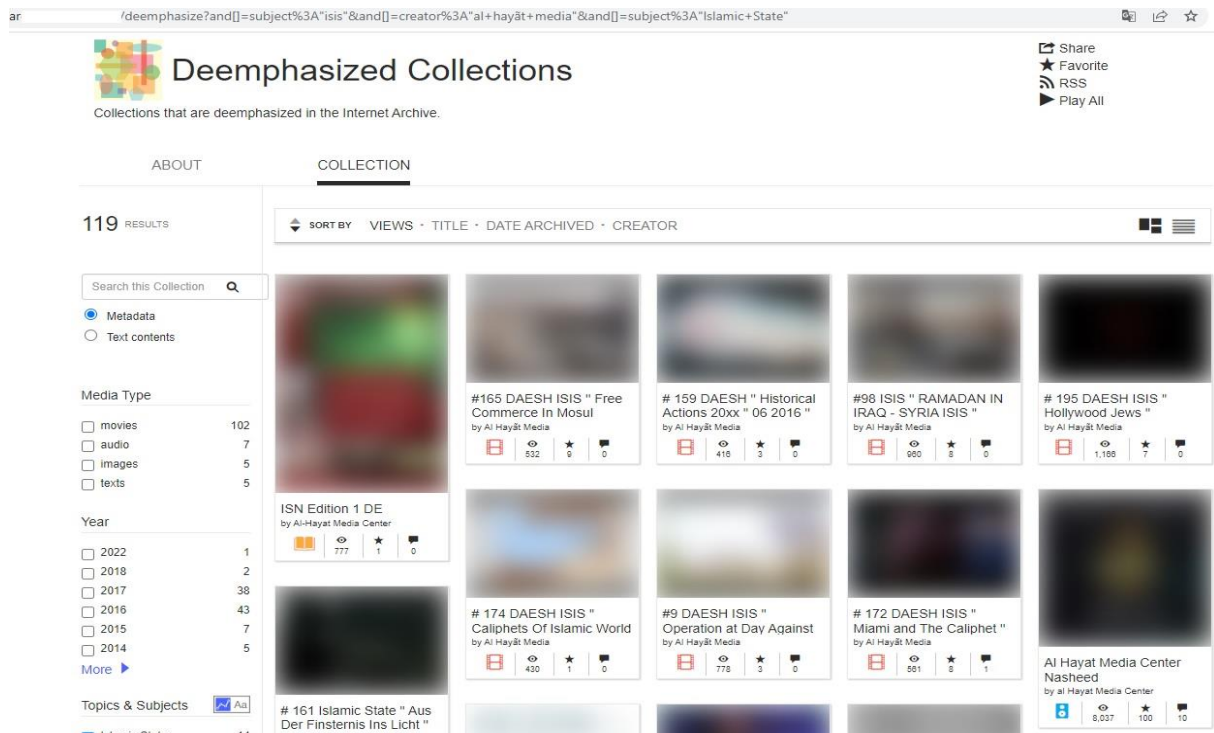 ar /deemphasize?and[]=subject%3A"isis"&and[]=creator%3A"al+hayāt+media"&and[]=subject%3A"Islamic+State"
Deemphasized Collections
Collections that are deemphasized in the Internet Archive.
Share
Favorite
RSS
Play All
ABOUT
COLLECTION
119 RESULTS
SORT BY VIEWS · TITLE · DATE ARCHIVED · CREATOR
Search this Collection
Metadata
Text contents
Media Type
movies 102
audio 7
images 5
texts 5
Year
2022 1
2018 2
2017 38
2016 43
2015 7
2014 5
More
Topics & Subjects
Aa
ISN Edition 1 DE
by Al-Hayat Media Center
777 1 0
# 161 Islamic State " Aus
Der Finsternis Ins Licht "
#165 DAESH ISIS " Free
Commerce In Mosul
by Al Hayāt Media
532 9 0
# 174 DAESH ISIS "
Caliphets Of Islamic World
by Al Hayāt Media
430 1 0
# 159 DAESH " Historical
Actions 20xx " 06 2016 "
by Al Hayāt Media
416 3 0
#9 DAESH ISIS "
Operation at Day Against
by Al Hayāt Media
778 3 0
#98 ISIS " RAMADAN IN
IRAQ - SYRIA ISIS "
by Al Hayāt Media
960 8 0
# 172 DAESH ISIS "
Miami and The Caliphet "
by Al Hayāt Media
561 8 1
# 195 DAESH ISIS "
Hollywood Jews "
by Al Hayāt Media
1,166 7 0
Al Hayat Media Center
Nasheed
by al Hayat Media Center
8,037 100 10